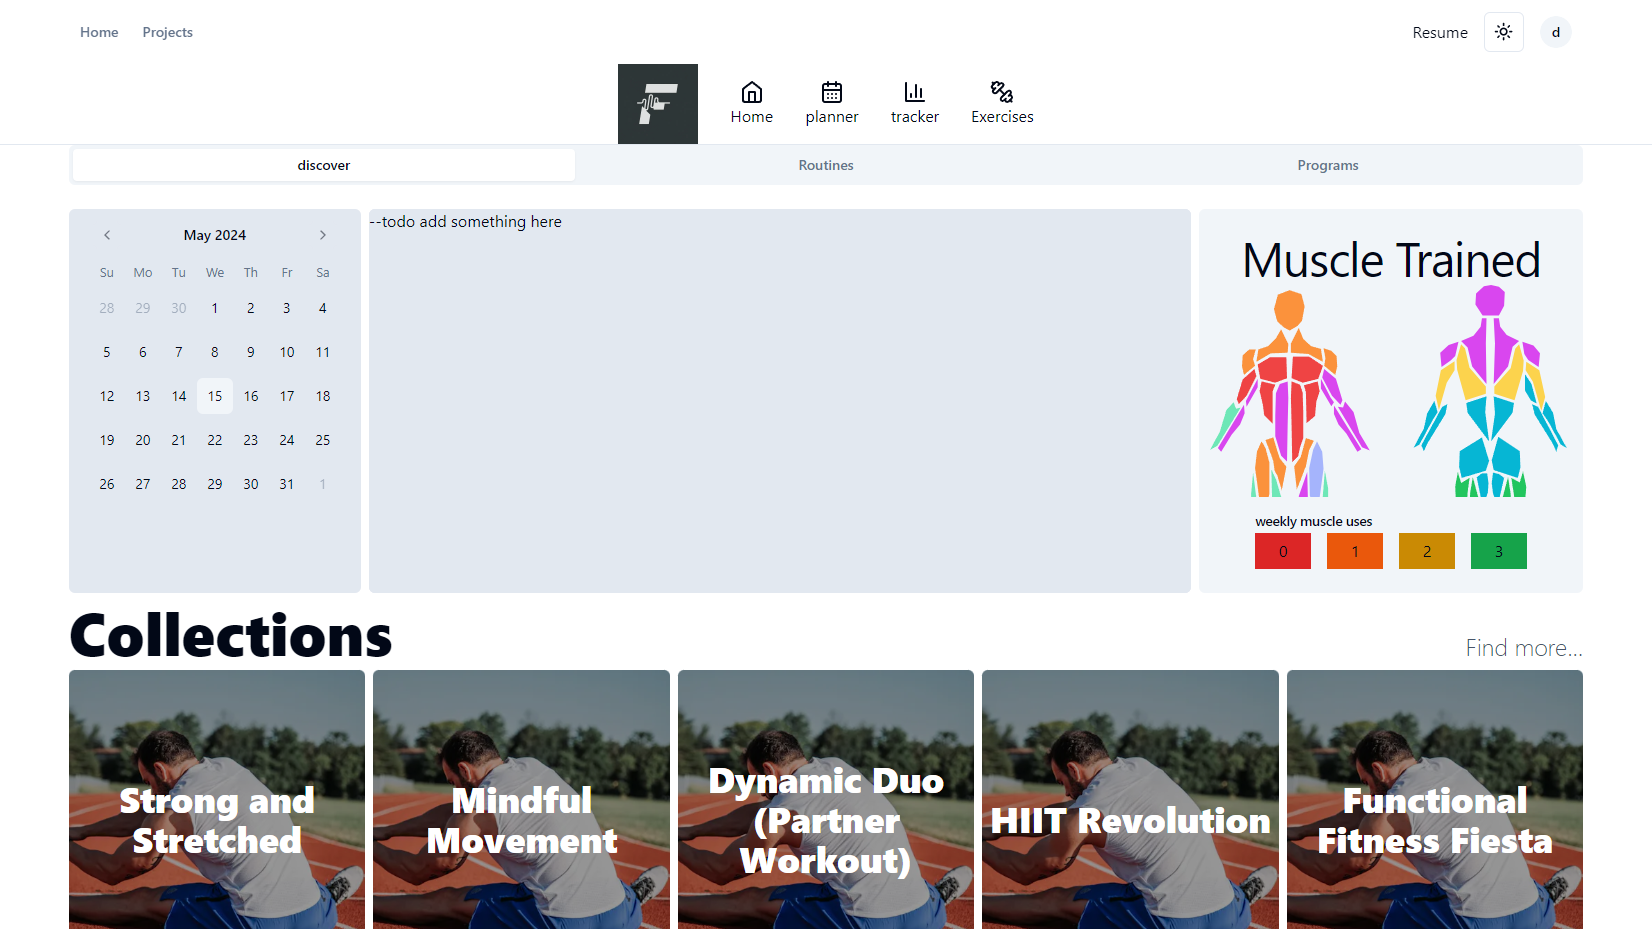 Home Projects Resume d
F
Home planner tracker Exercises
discover Routines Programs
May 2024
Su Mo Tu We Th Fr Sa
28 29 30 1 2 3 4
5 6 7 8 9 10 11
12 13 14 15 16 17 18
19 20 21 22 23 24 25
26 27 28 29 30 31 1
--todo add something here
Muscle Trained
weekly muscle uses
0 1 2 3
Collections
Find more...
Strong and
Stretched
Mindful
Movement
Dynamic Duo
(Partner
Workout)
HIIT Revolution
Functional
Fitness Fiesta